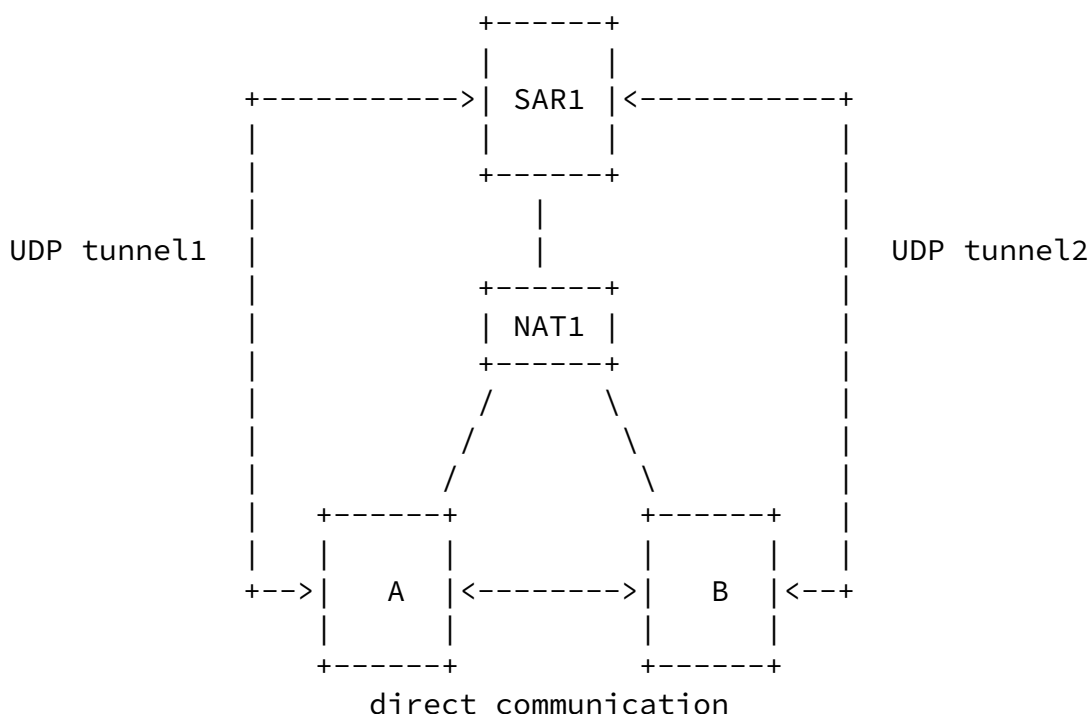 SAR1
UDP tunnel1
UDP tunnel2
NAT1
A
B
direct communication